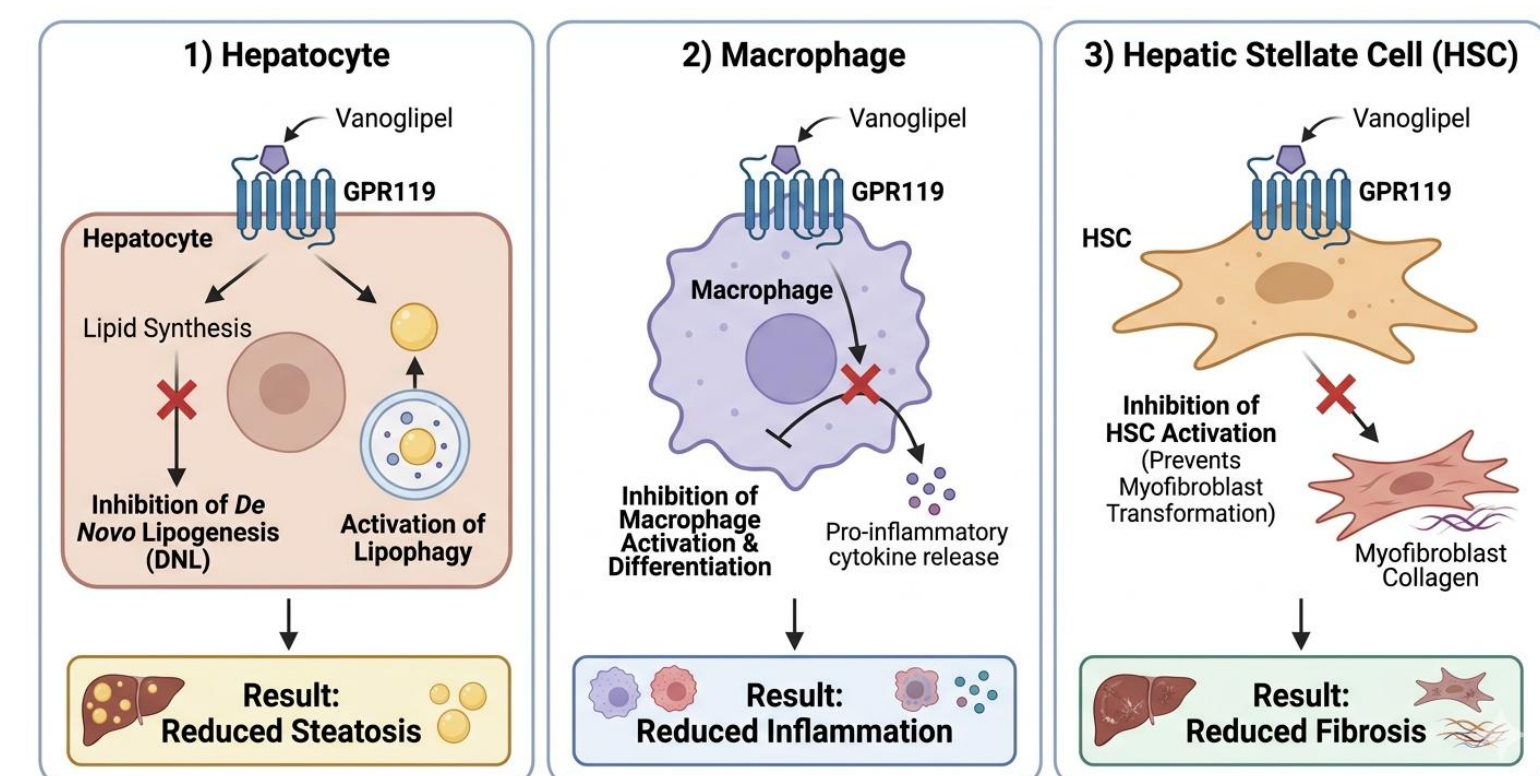 1) Hepatocyte
Vanoglipel
GPR119
Hepatocyte
Lipid Synthesis
Inhibition of De
Novo Lipogenesis
(DNL)
Activation of
Lipophagy
Result:
Reduced Steatosis
2) Macrophage
Vanoglipel
GPR119
Macrophage
Inhibition of
Macrophage
Activation &
Differentiation
Pro-inflammatory
cytokine release
Result:
Reduced Inflammation
3) Hepatic Stellate Cell (HSC)
Vanoglipel
GPR119
HSC
Inhibition of
HSC Activation
(Prevents
Myofibroblast
Transformation)
Myofibroblast
Collagen
Result:
Reduced Fibrosis